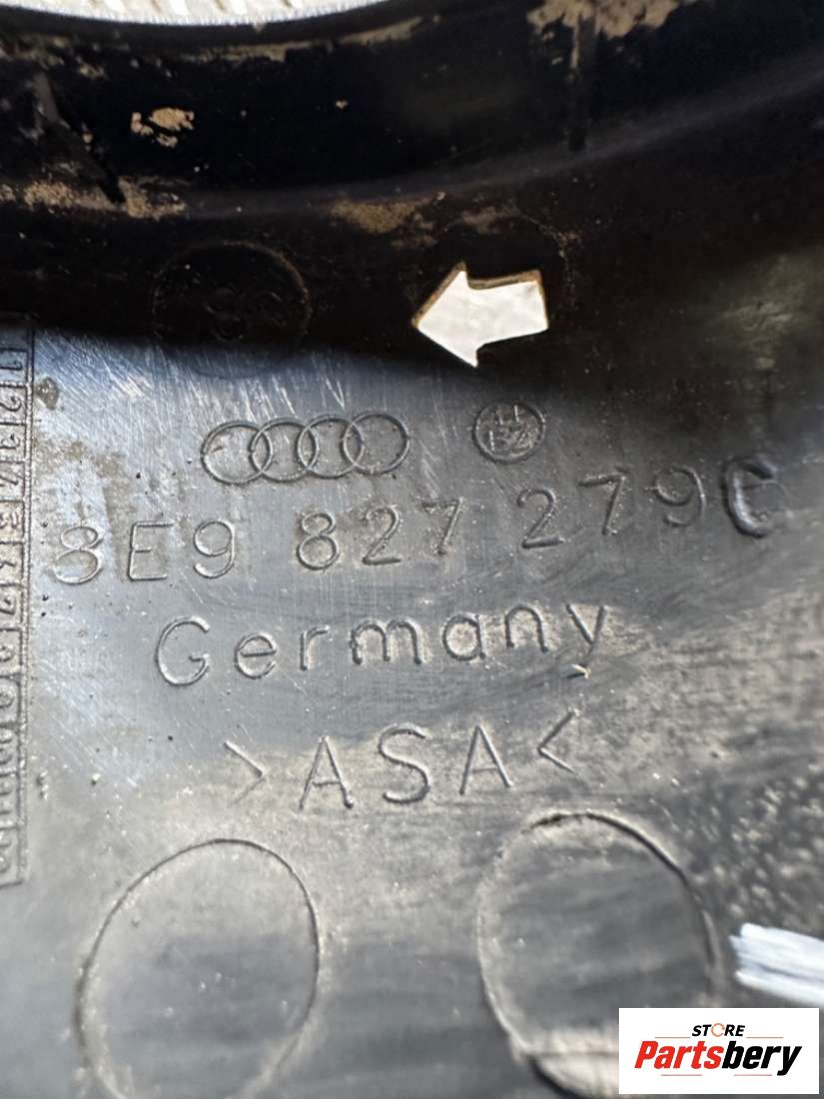 8E9 827 279C
Germany
>ASA<
STORE
Partsbery